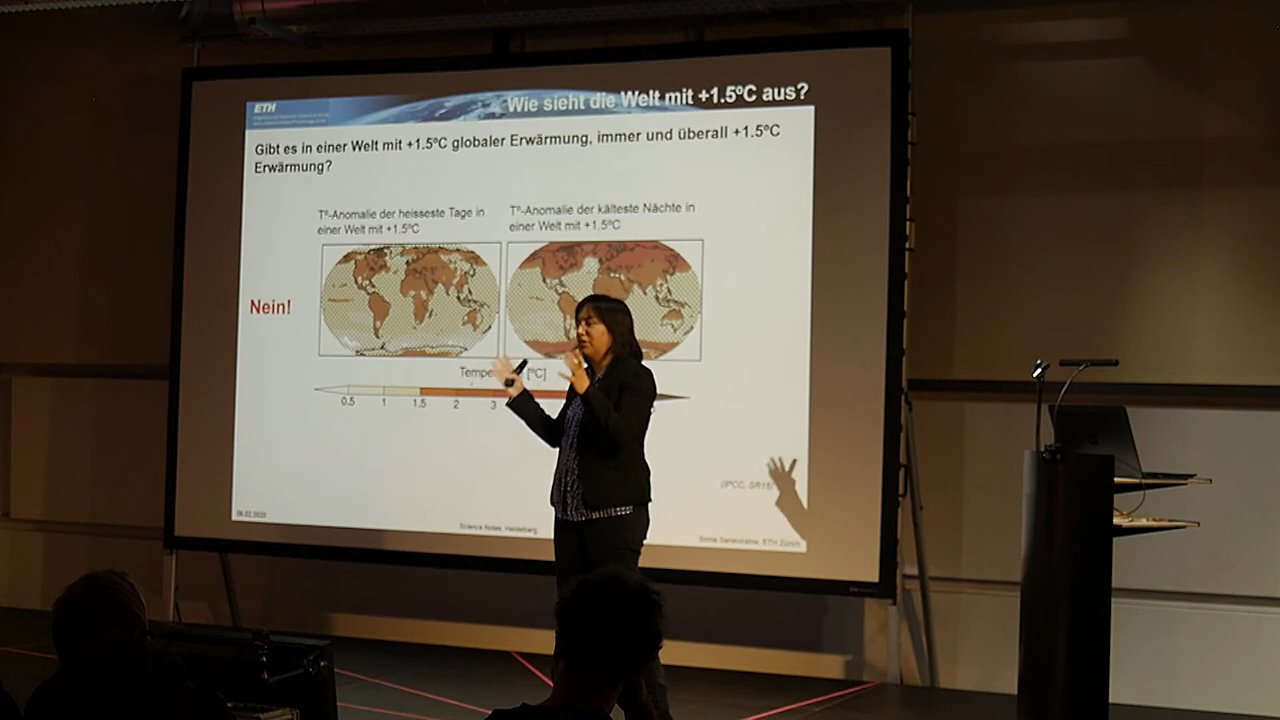 ETH
Wie sieht die Welt mit +1.5ºC aus?
Gibt es in einer Welt mit +1.5ºC globaler Erwärmung, immer und überall +1.5ºC
Erwärmung?
Tº-Anomalie der heisseste Tage in
einer Welt mit +1.5ºC
Tº-Anomalie der kälteste Nächte in
einer Welt mit +1.5ºC
Nein!
[ºC]
0.5 1 1.5 2 3
(IPCC, SR15)
06.02.2020
Science Notes, Heidelberg
Sonia Seneviratne, ETH Zürich